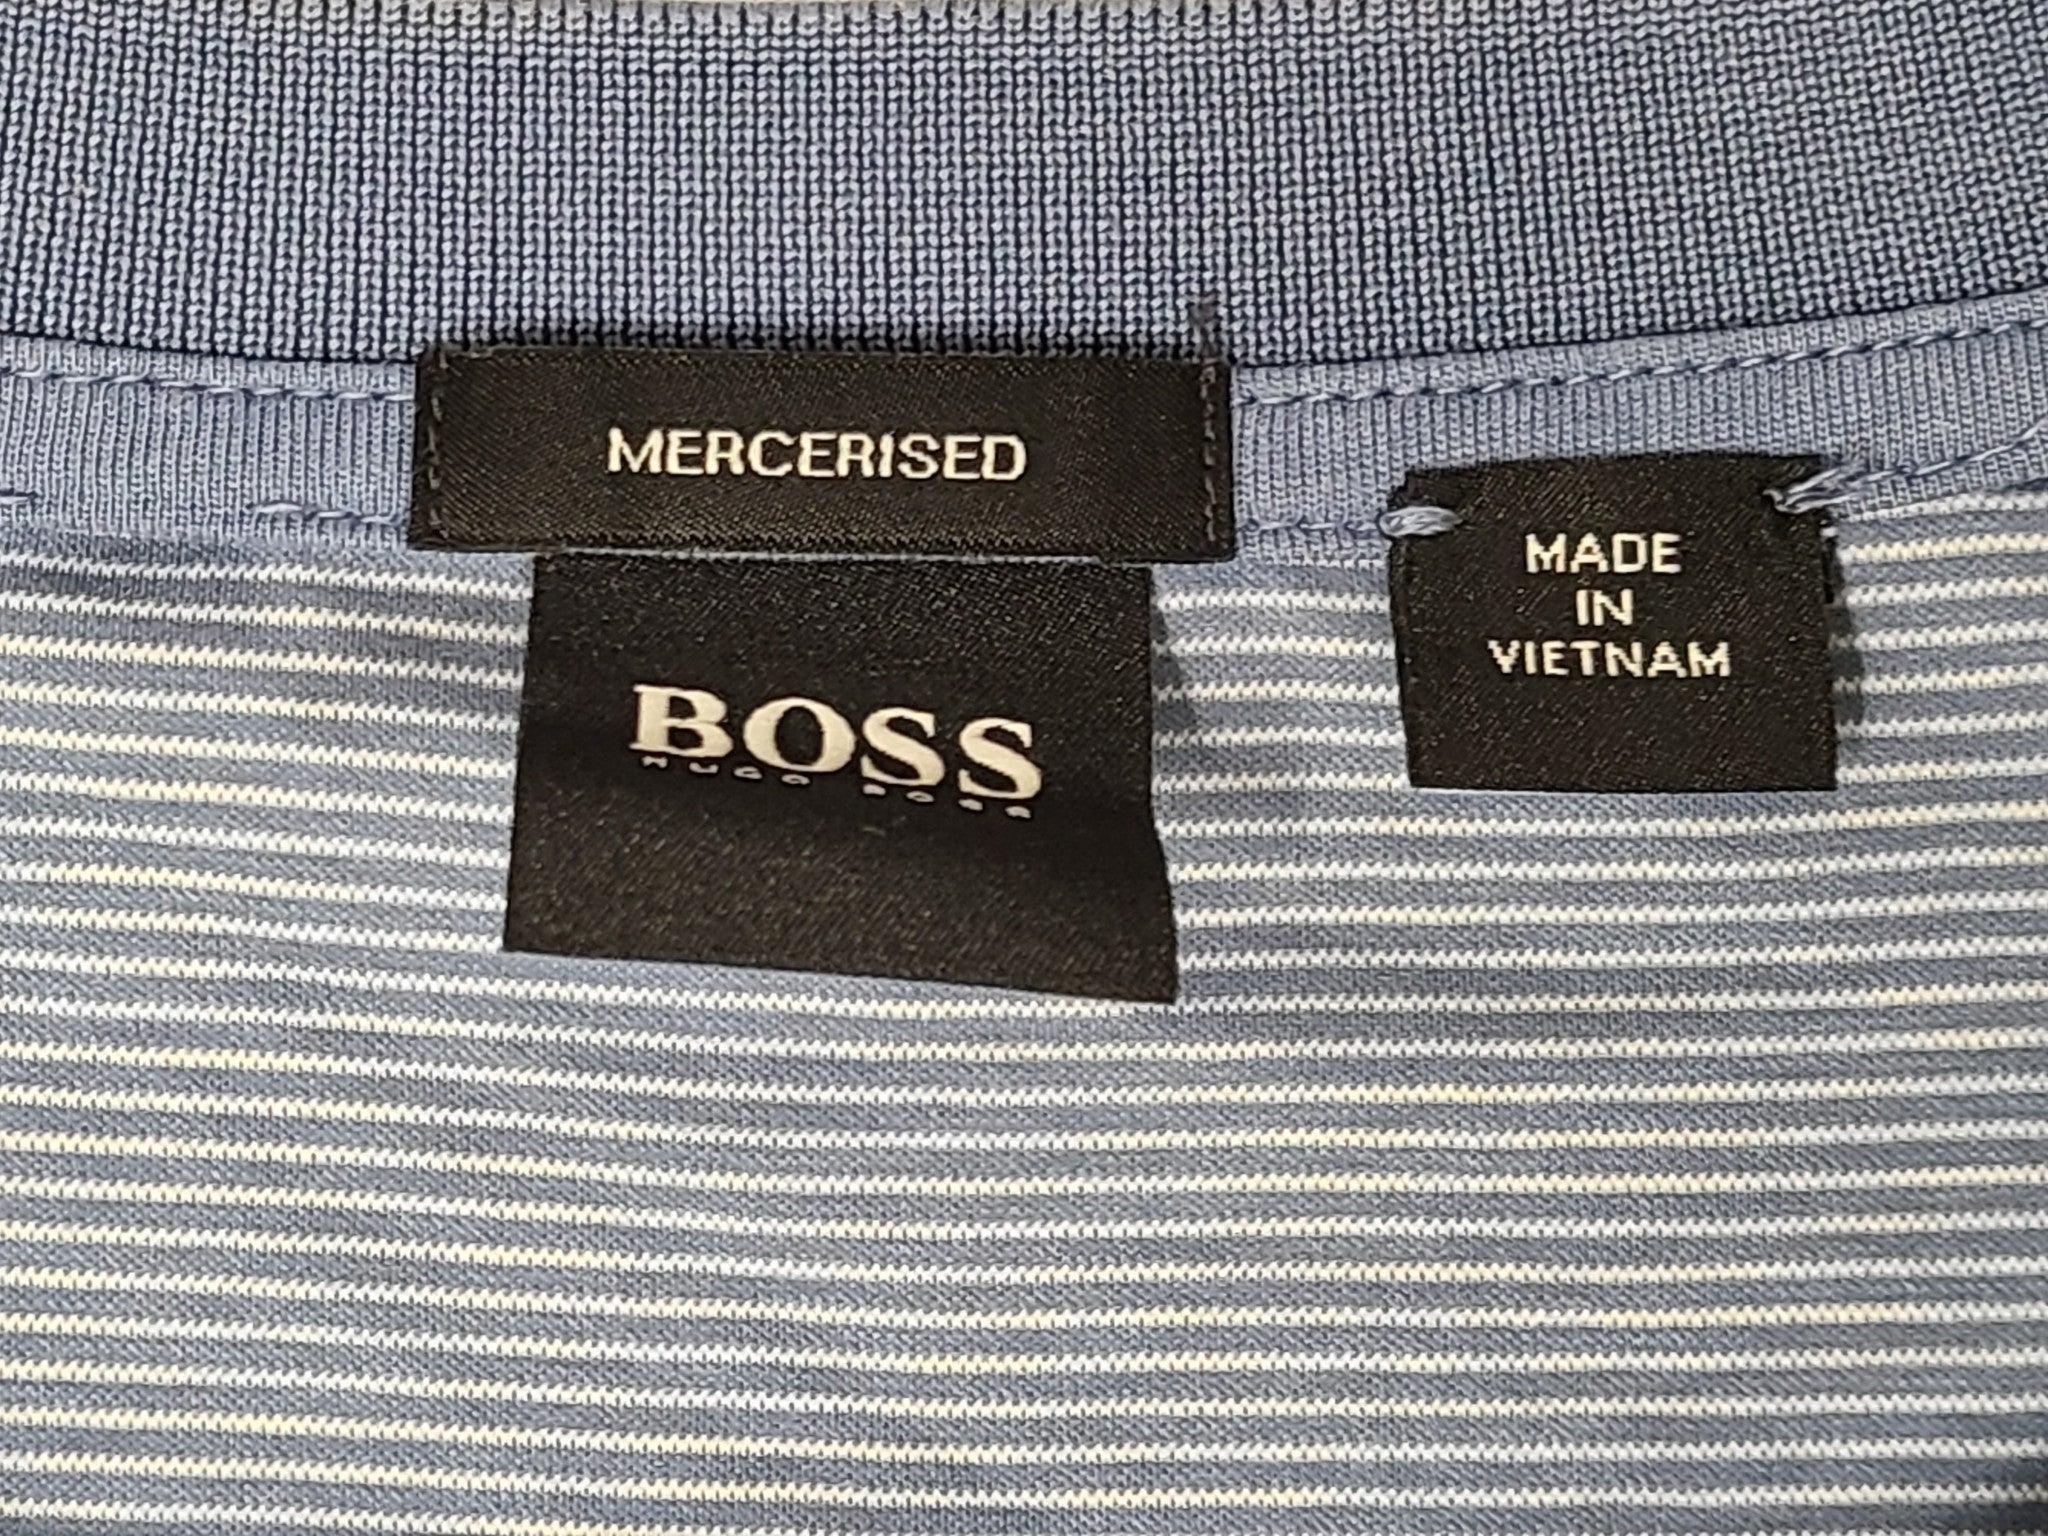 MERCERISED
BOSS
HUGO BOSS
MADE
IN
VIETNAM